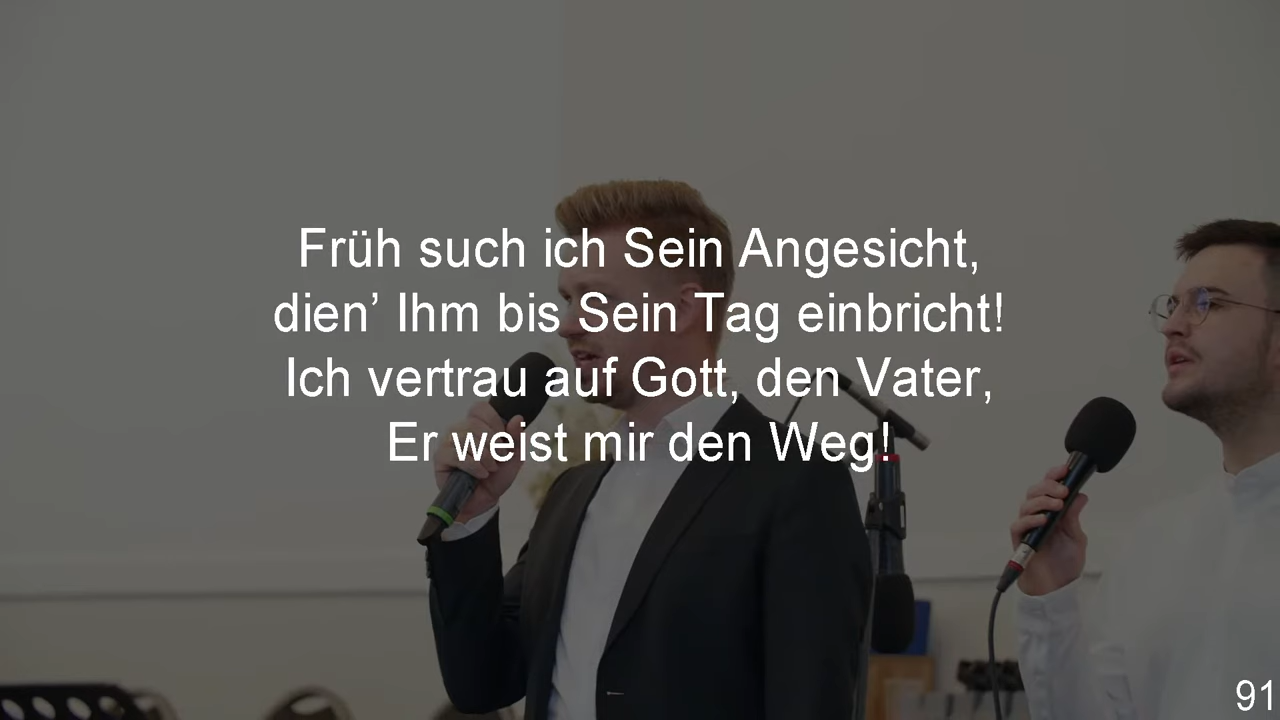 Früh such ich Sein Angesicht,
dien’ Ihm bis Sein Tag einbricht!
Ich vertrau auf Gott, den Vater,
Er weist mir den Weg!
91